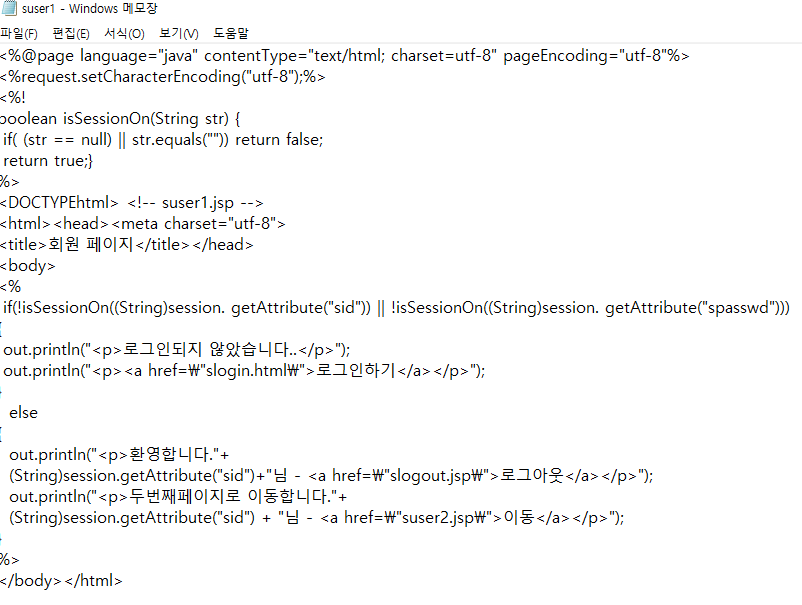 suser1 - Windows 메모장
파일(F) 편집(E) 서식(O) 보기(V) 도움말
<%@page language="java" contentType="text/html; charset=utf-8" pageEncoding="utf-8"%>
<%request.setCharacterEncoding("utf-8");%>
<%!
boolean isSessionOn(String str) {
if( (str == null) || str.equals("")) return false;
return true;}
%>
<DOCTYPEhtml> <!-- suser1.jsp -->
<html><head><meta charset="utf-8">
<title>회원 페이지</title></head>
<body>
<%
if(!isSessionOn((String)session. getAttribute("sid")) || !isSessionOn((String)session. getAttribute("spasswd")))
{
out.println("<p>로그인되지 않았습니다..</p>");
out.println("<p><a href=₩"slogin.html₩">로그인하기</a></p>");
}
else
{
out.println("<p>환영합니다."+
(String)session.getAttribute("sid")+"님 - <a href=₩"slogout.jsp₩">로그아웃</a></p>");
out.println("<p>두번째페이지로 이동합니다."+
(String)session.getAttribute("sid") + "님 - <a href=₩"suser2.jsp₩">이동</a></p>");
}
%>
</body></html>